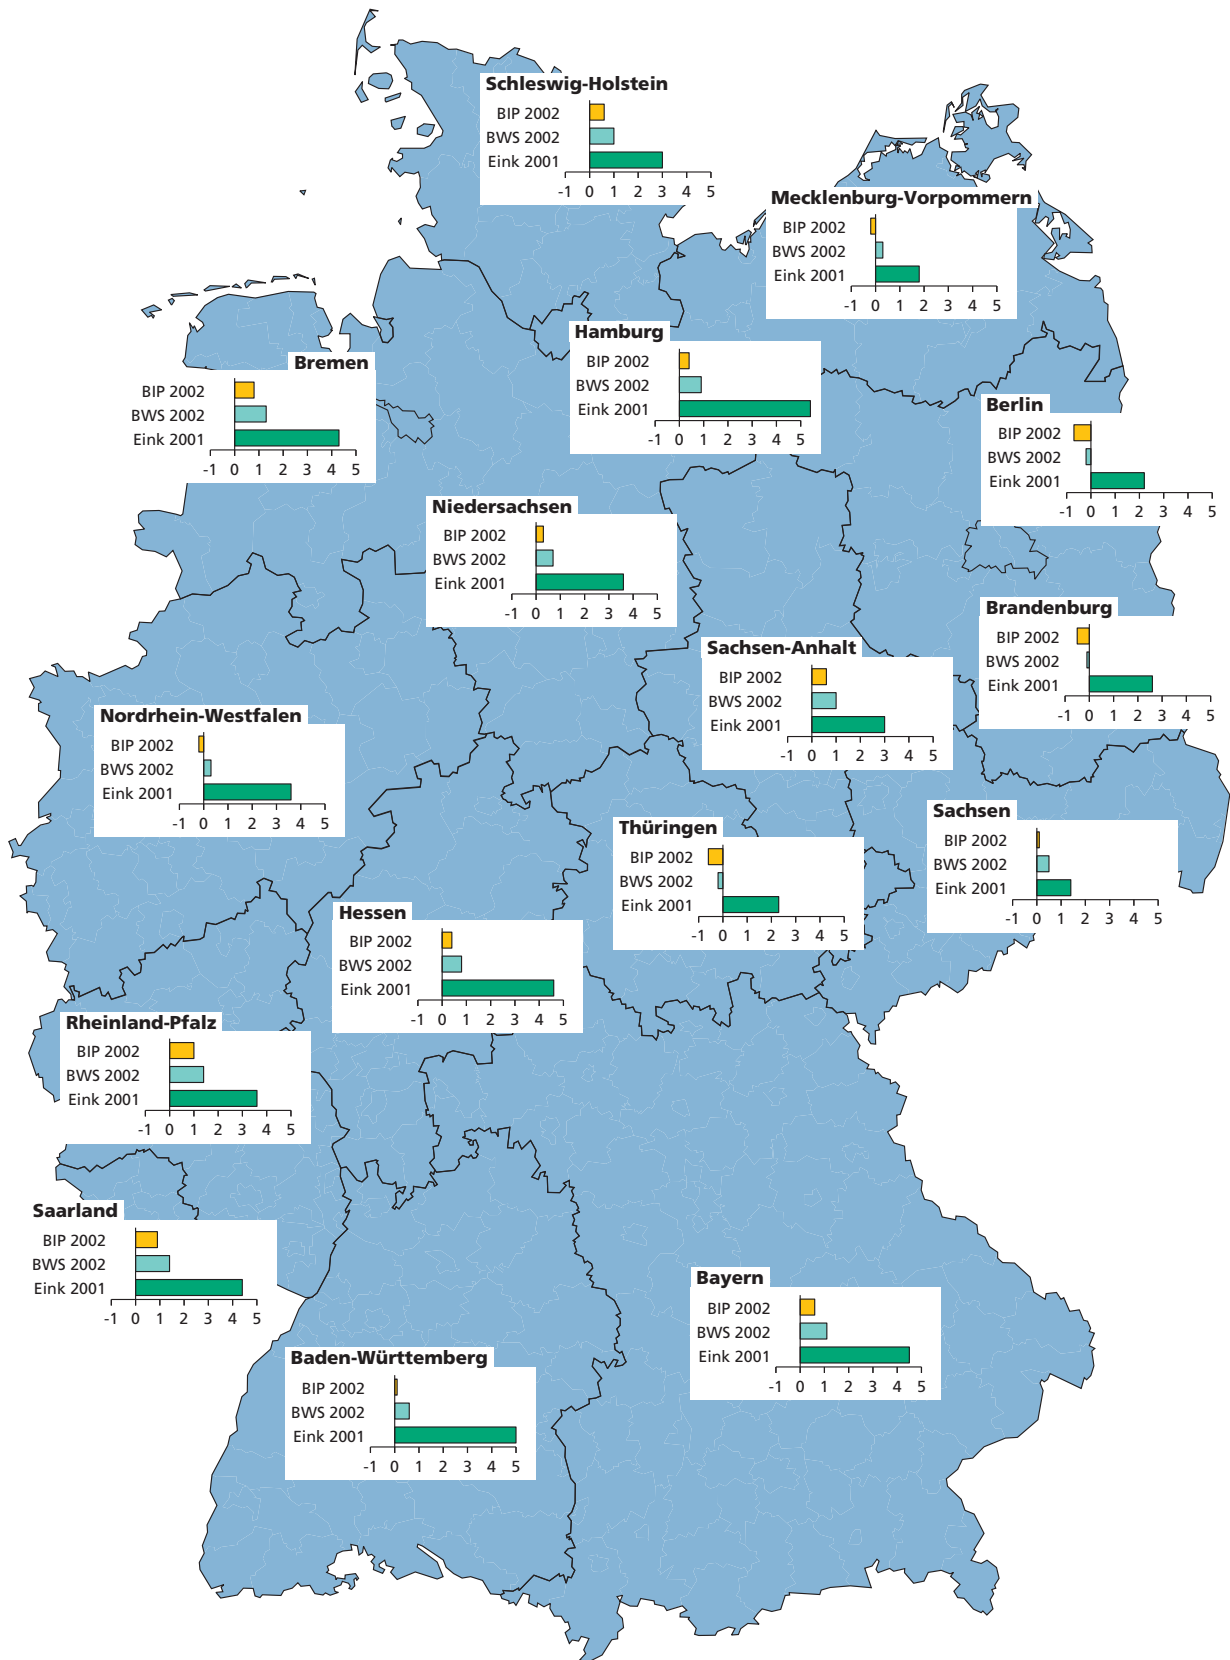 Schleswig-Holstein
BIP 2002
BWS 2002
Eink 2001
-1 0 1 2 3 4 5
Mecklenburg-Vorpommern
BIP 2002
BWS 2002
Eink 2001
-1 0 1 2 3 4 5
Hamburg
BIP 2002
BWS 2002
Eink 2001
-1 0 1 2 3 4 5
Bremen
BIP 2002
BWS 2002
Eink 2001
-1 0 1 2 3 4 5
Berlin
BIP 2002
BWS 2002
Eink 2001
-1 0 1 2 3 4 5
Niedersachsen
BIP 2002
BWS 2002
Eink 2001
-1 0 1 2 3 4 5
Brandenburg
BIP 2002
BWS 2002
Eink 2001
-1 0 1 2 3 4 5
Sachsen-Anhalt
BIP 2002
BWS 2002
Eink 2001
-1 0 1 2 3 4 5
Nordrhein-Westfalen
BIP 2002
BWS 2002
Eink 2001
-1 0 1 2 3 4 5
Sachsen
BIP 2002
BWS 2002
Eink 2001
-1 0 1 2 3 4 5
Thüringen
BIP 2002
BWS 2002
Eink 2001
-1 0 1 2 3 4 5
Hessen
BIP 2002
BWS 2002
Eink 2001
-1 0 1 2 3 4 5
Rheinland-Pfalz
BIP 2002
BWS 2002
Eink 2001
-1 0 1 2 3 4 5
Saarland
BIP 2002
BWS 2002
Eink 2001
-1 0 1 2 3 4 5
Bayern
BIP 2002
BWS 2002
Eink 2001
-1 0 1 2 3 4 5
Baden-Württemberg
BIP 2002
BWS 2002
Eink 2001
-1 0 1 2 3 4 5